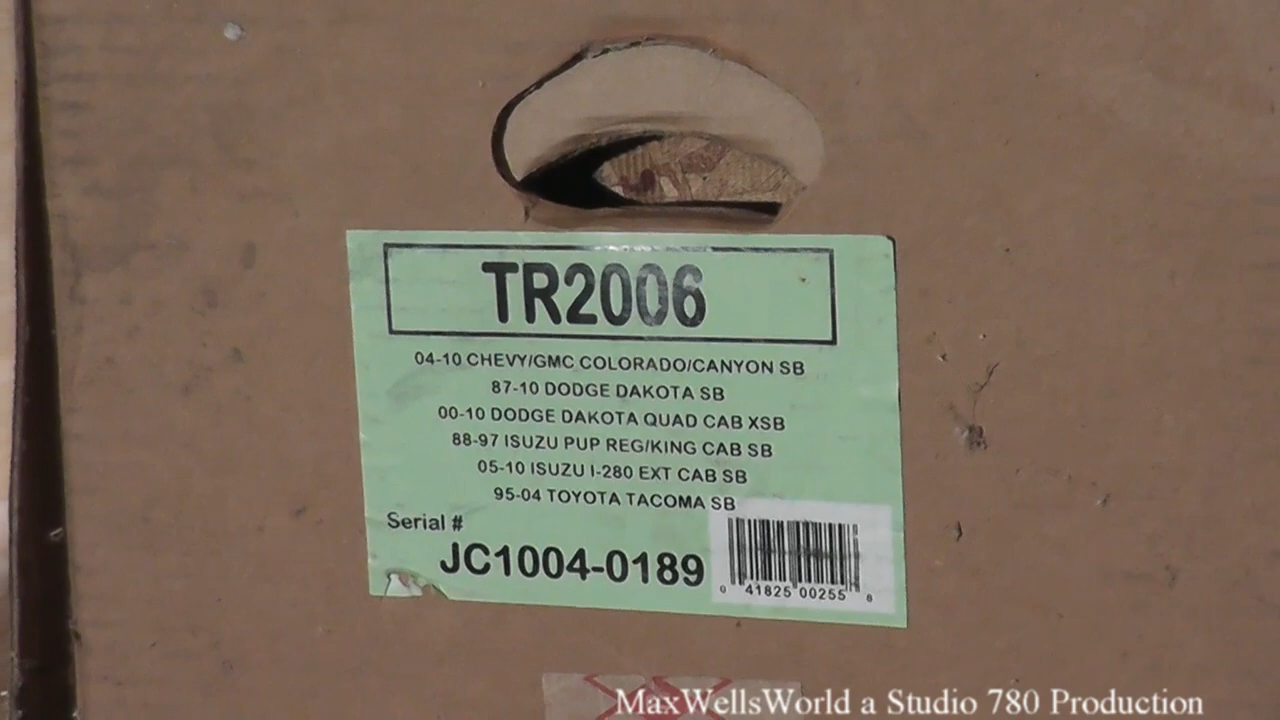 TR2006
04-10 CHEVY/GMC COLORADO/CANYON SB
87-10 DODGE DAKOTA SB
00-10 DODGE DAKOTA QUAD CAB XSB
88-97 ISUZU PUP REG/KING CAB SB
05-10 ISUZU I-280 EXT CAB SB
95-04 TOYOTA TACOMA SB
Serial #
JC1004-0189
0 41825 00255 8
MaxWellsWorld a Studio 780 Production